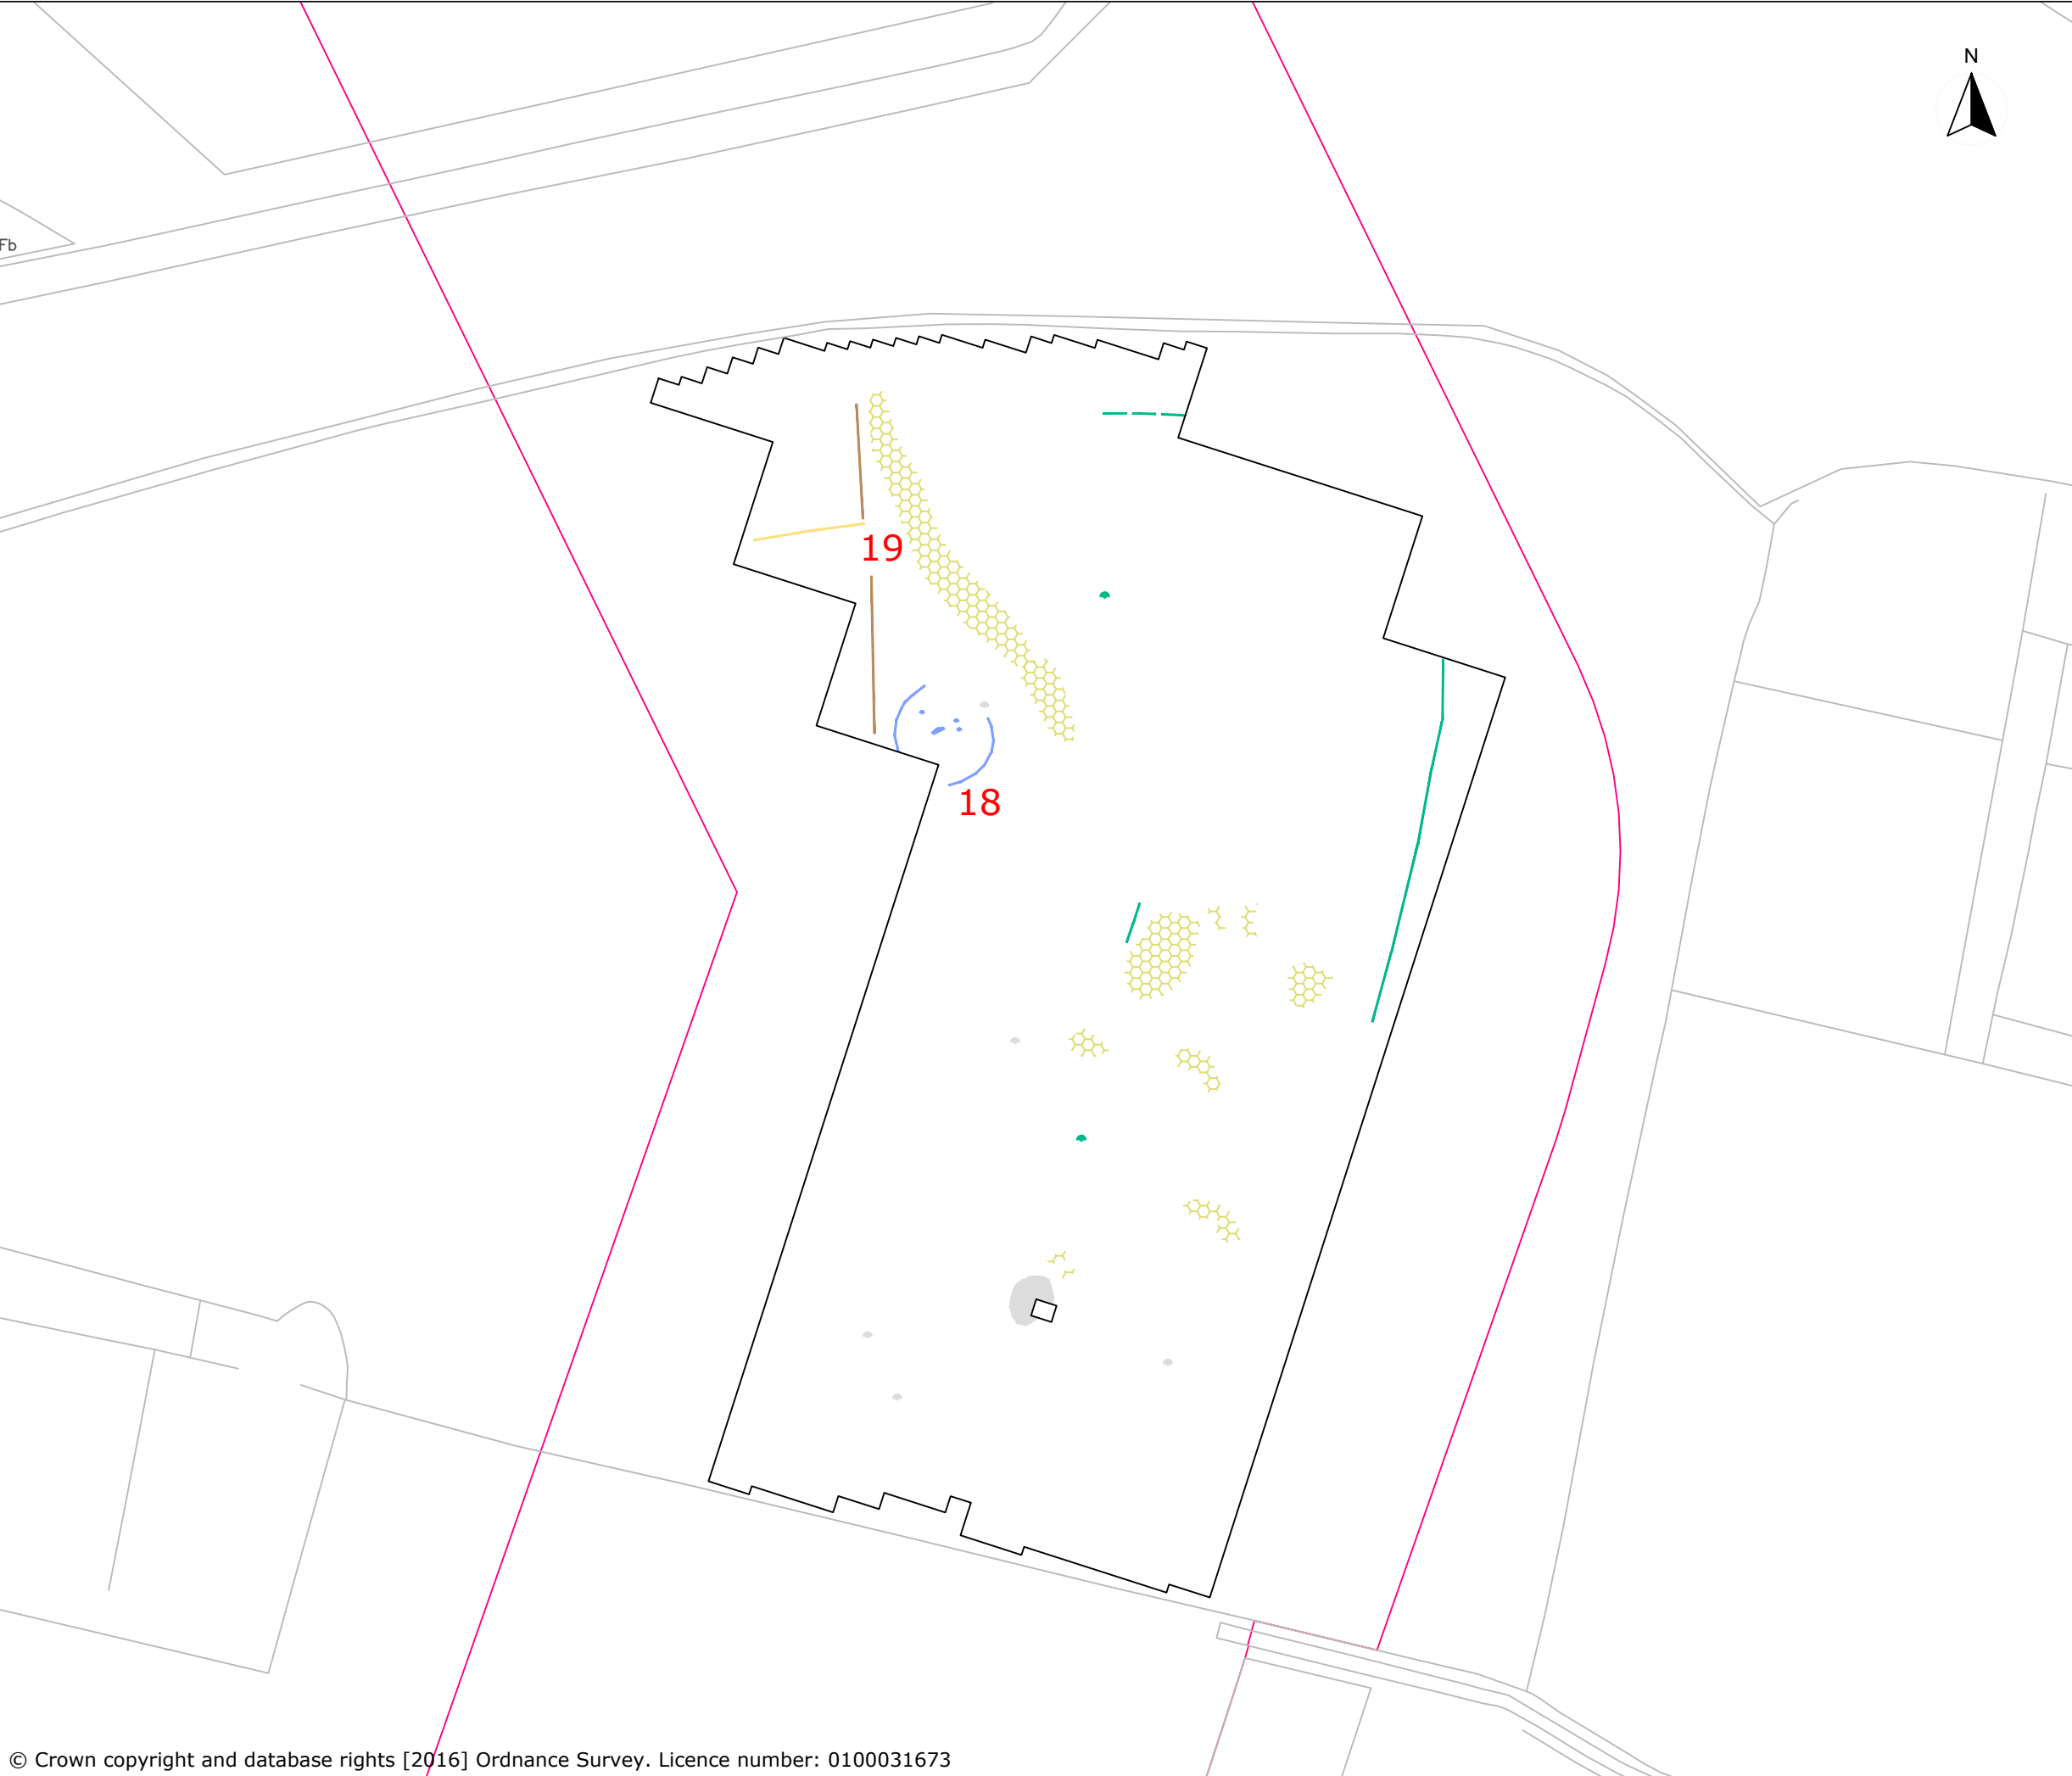 N
Fb
19
18
© Crown copyright and database rights [2016] Ordnance Survey. Licence number: 0100031673